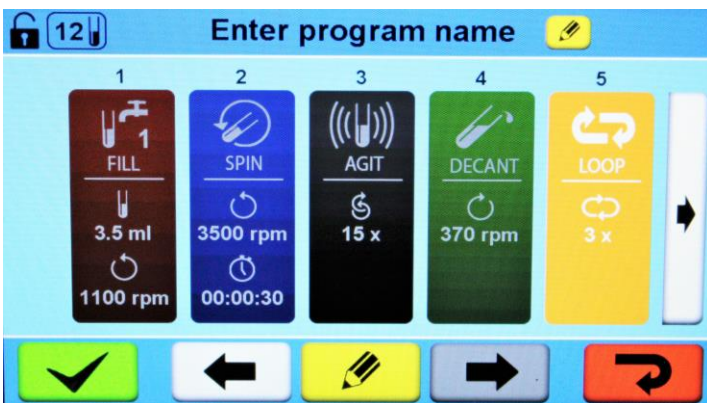 12
Enter program name
1
2
3
4
5
1
FILL
SPIN
AGIT
DECANT
LOOP
3.5 ml
3500 rpm
15 x
370 rpm
3 x
1100 rpm
00:00:30